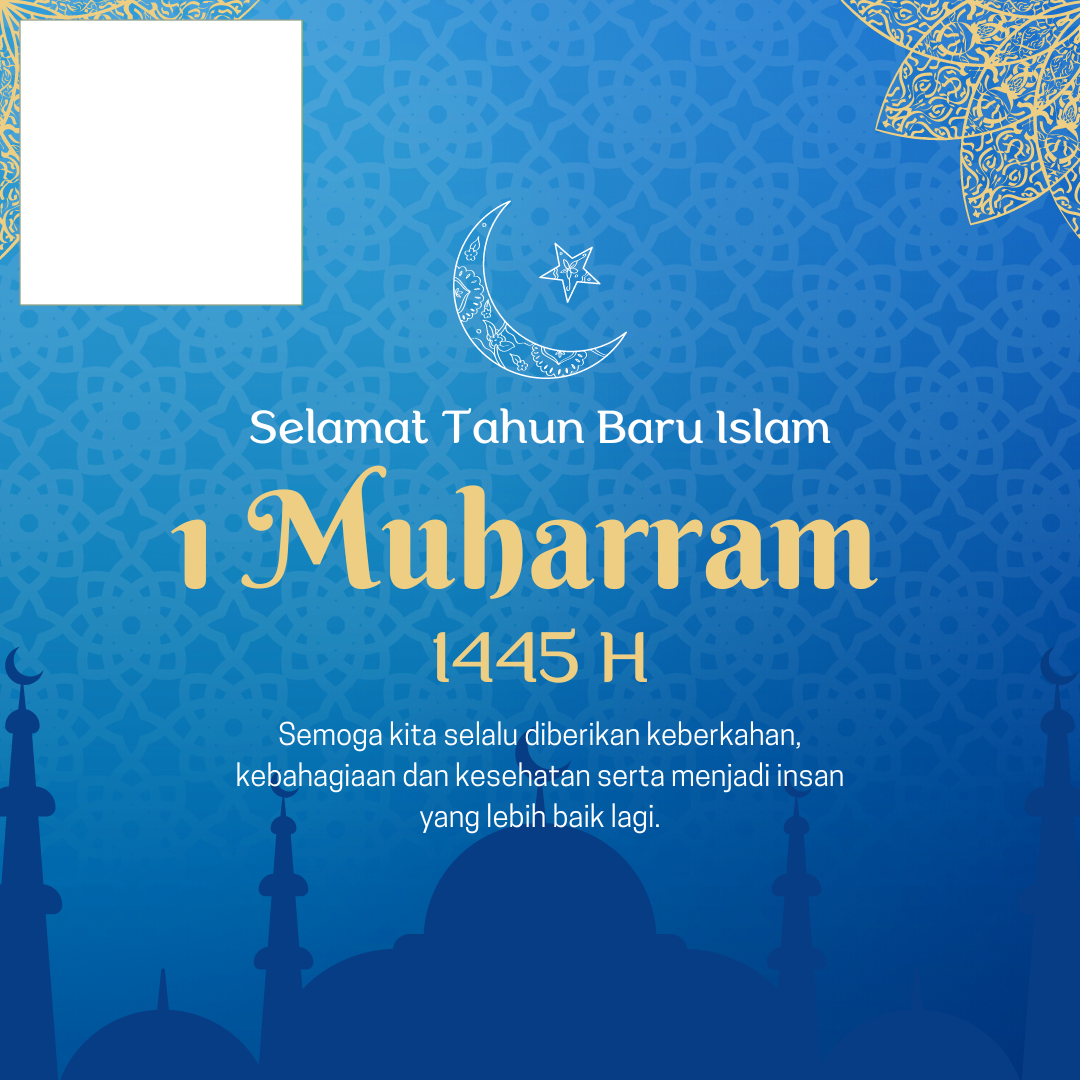 Selamat Tahun Baru Islam
1 Muharram
1445 H
Semoga kita selalu diberikan keberkahan,
kebahagiaan dan kesehatan serta menjadi insan
yang lebih baik lagi.